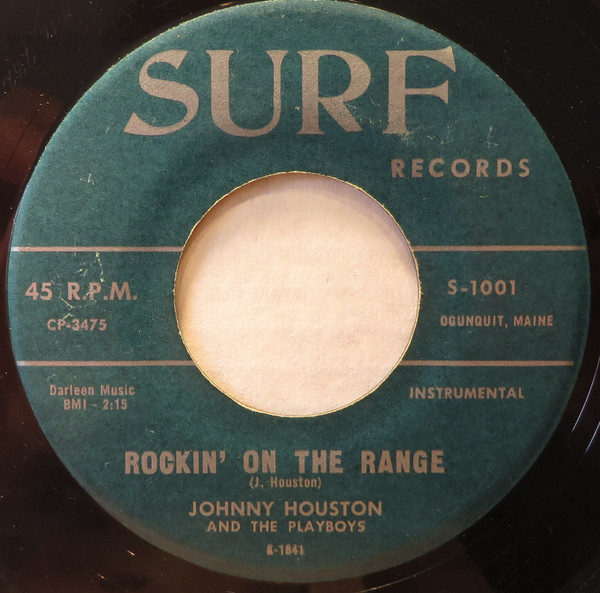 SURF
RECORDS
45 R.P.M.
CP-3475
S-1001
OGUNQUIT, MAINE
Darleen Music
BMI - 2:15
INSTRUMENTAL
ROCKIN' ON THE RANGE
(J. Houston)
JOHNNY HOUSTON
AND THE PLAYBOYS
K-1841